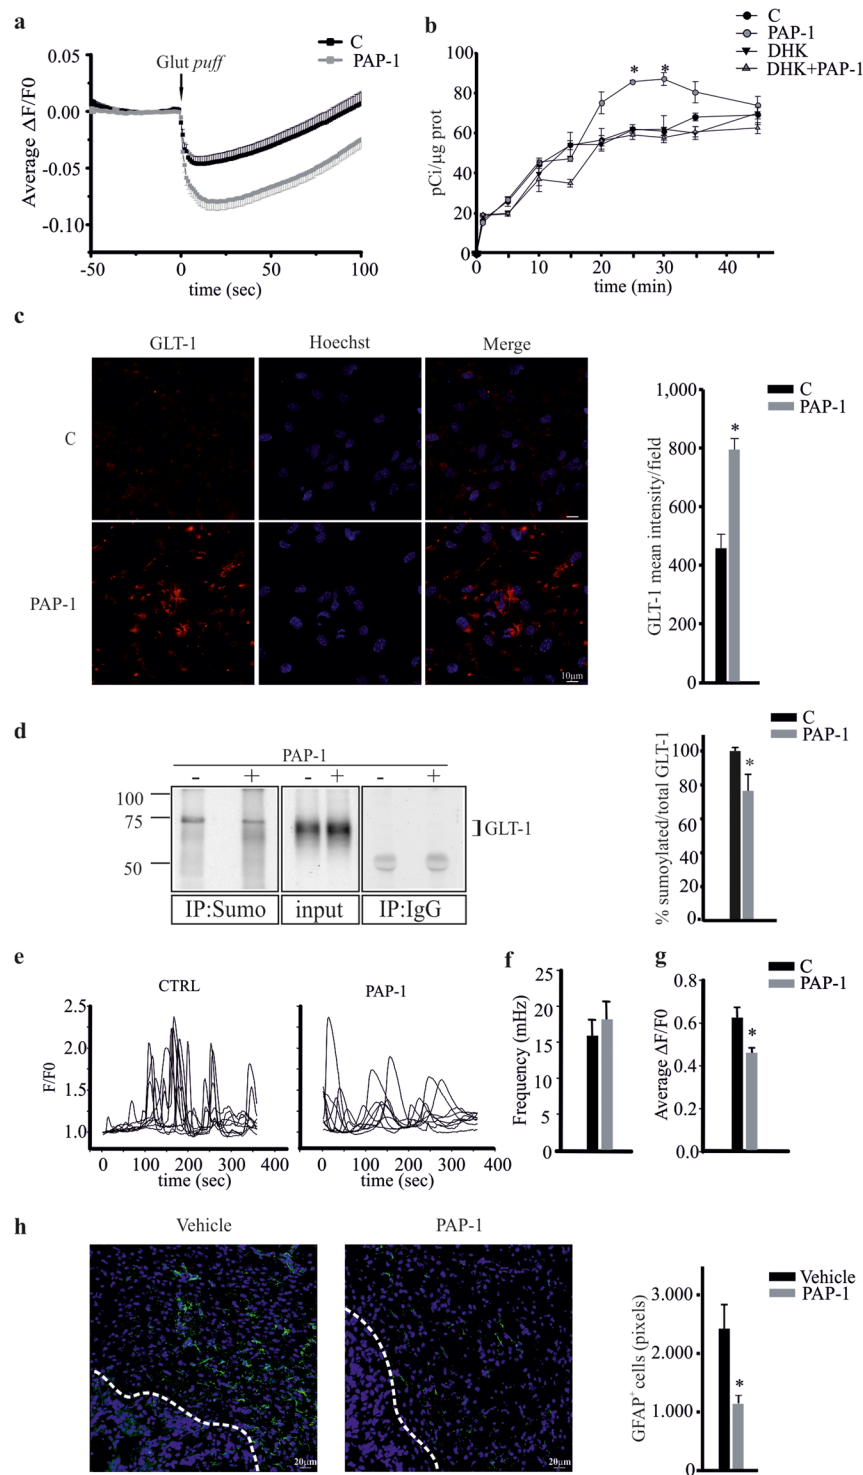 a
0.05
0.00
-0.05
-0.10
Average ΔF/F0
Glut puff
C
PAP-1
-50
0
50
100
time (sec)
b
C
PAP-1
DHK
DHK+PAP-1
100
80
60
40
20
0
pCi/µg prot
* *
0
10
20
30
40
time (min)
c
GLT-1
Hoechst
Merge
C
PAP-1
10µm
C
PAP-1
1,000
800
600
400
200
0
GLT-1 mean intensity/field
*
d
PAP-1
- + - + - +
100
75
50
GLT-1
IP:Sumo
input
IP:IgG
C
PAP-1
100
80
60
40
20
0
% sumoylated/total GLT-1
*
e
CTRL
PAP-1
2.5
2.0
1.5
1.0
F/F0
0 100 200 300 400
time (sec)
0 100 200 300 400
time (sec)
f
25
20
15
10
5
0
Frequency (mHz)
g
C
PAP-1
0.8
0.6
0.4
0.2
0.0
Average ΔF/F0
*
h
Vehicle
PAP-1
20µm
20µm
Vehicle
PAP-1
3.000
2.000
1.000
0
GFAP⁺ cells (pixels)
*